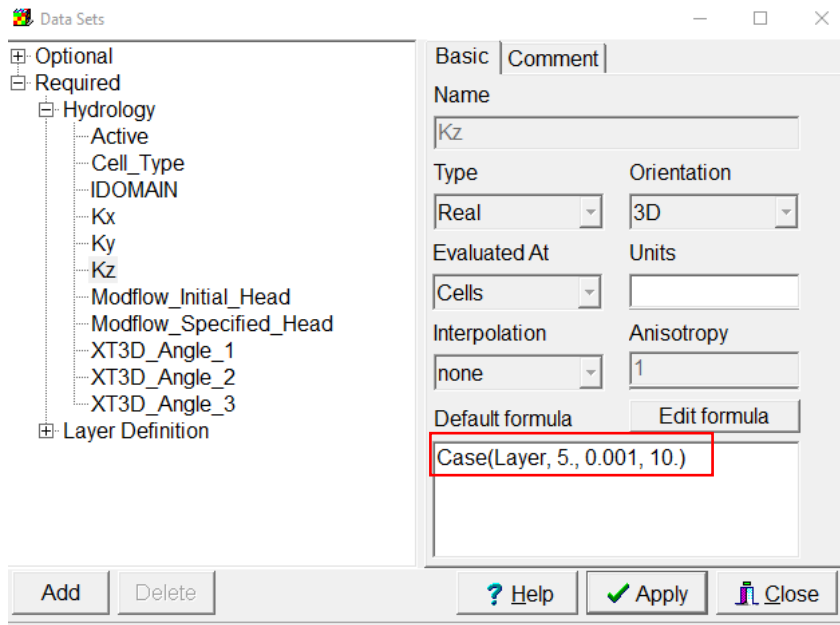 Data Sets
Optional
Required
Hydrology
Active
Cell_Type
IDOMAIN
Kx
Ky
Kz
Modflow_Initial_Head
Modflow_Specified_Head
XT3D_Angle_1
XT3D_Angle_2
XT3D_Angle_3
Layer Definition
Add Delete
Basic Comment
Name
Kz
Type Orientation
Real 3D
Evaluated At Units
Cells
Interpolation Anisotropy
none 1
Default formula Edit formula
Case(Layer, 5., 0.001, 10.)
? Help Apply Close